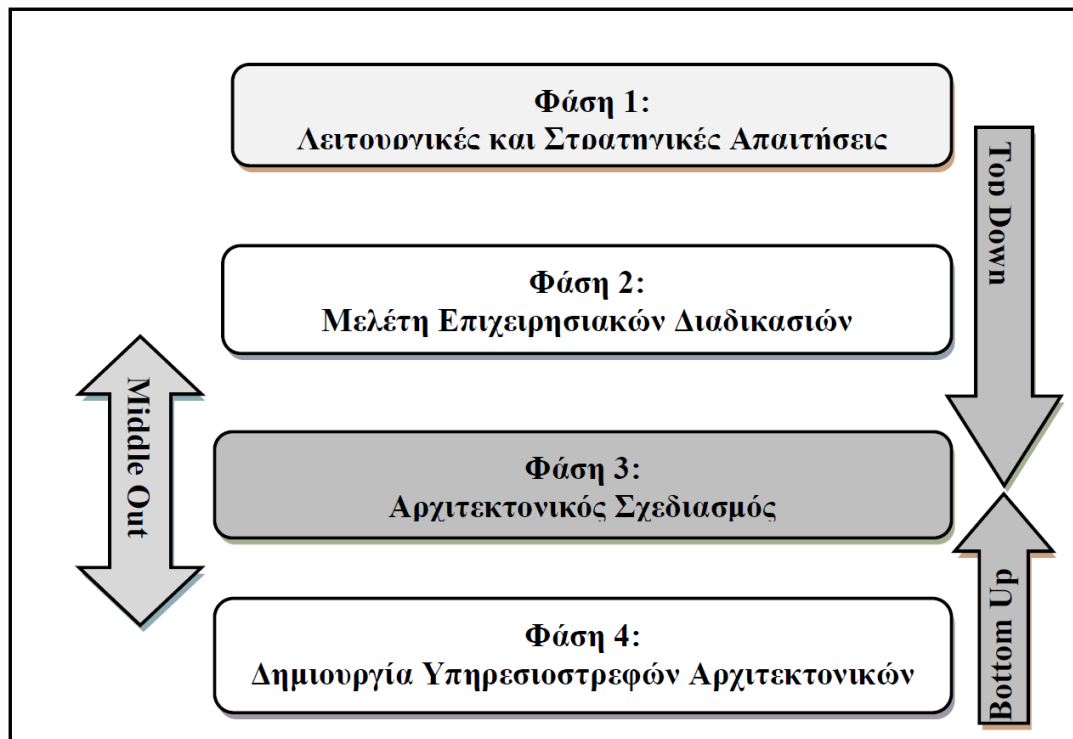 Φάση 1:
Λειτουργικές και Στρατηγικές Απαιτήσεις
Top Down
Φάση 2:
Μελέτη Επιχειρησιακών Διαδικασιών
Middle Out
Φάση 3:
Αρχιτεκτονικός Σχεδιασμός
Φάση 4:
Δημιουργία Υπηρεσιοστρεφών Αρχιτεκτονικών
Bottom Up